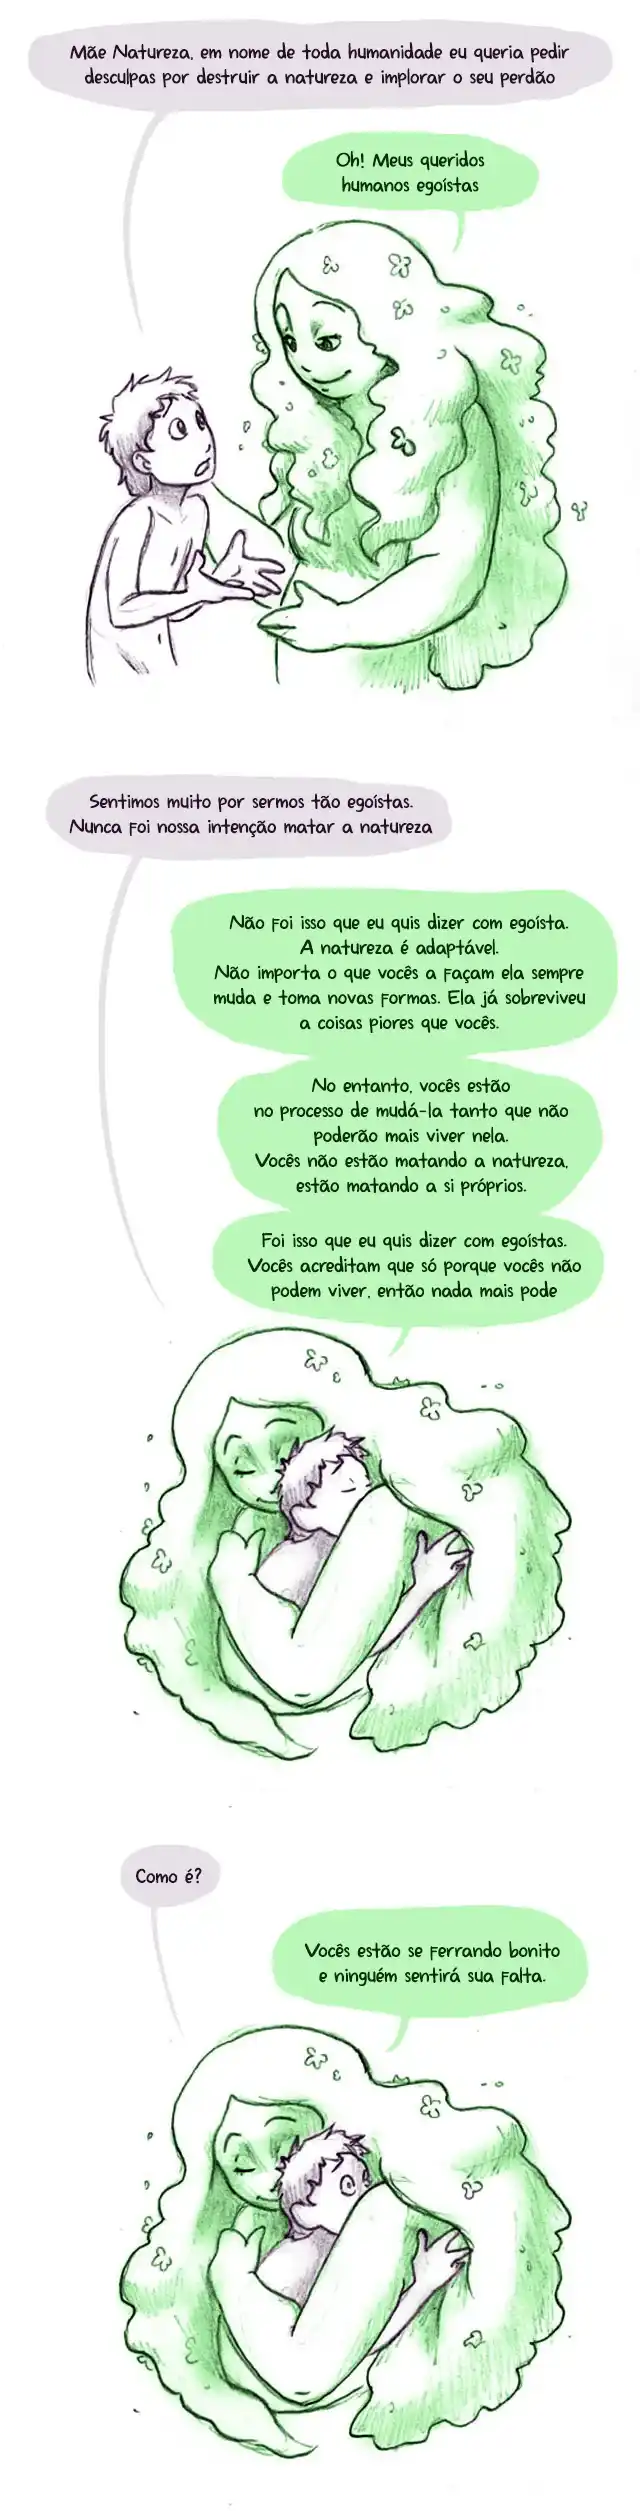 Mãe Natureza, em nome de toda humanidade eu queria pedir
desculpas por destruir a natureza e implorar o seu perdão
Oh! Meus queridos
humanos egoístas
Sentimos muito por sermos tão egoístas.
Nunca foi nossa intenção matar a natureza
Não foi isso que eu quis dizer com egoísta.
A natureza é adaptável.
Não importa o que vocês a façam ela sempre
muda e toma novas formas. Ela já sobreviveu
a coisas piores que vocês.
No entanto, vocês estão
no processo de mudá-la tanto que não
poderão mais viver nela.
Vocês não estão matando a natureza,
estão matando a si próprios.
Foi isso que eu quis dizer com egoístas.
Vocês acreditam que só porque vocês não
podem viver, então nada mais pode
Como é?
Vocês estão se ferrando bonito
e ninguém sentirá sua falta.